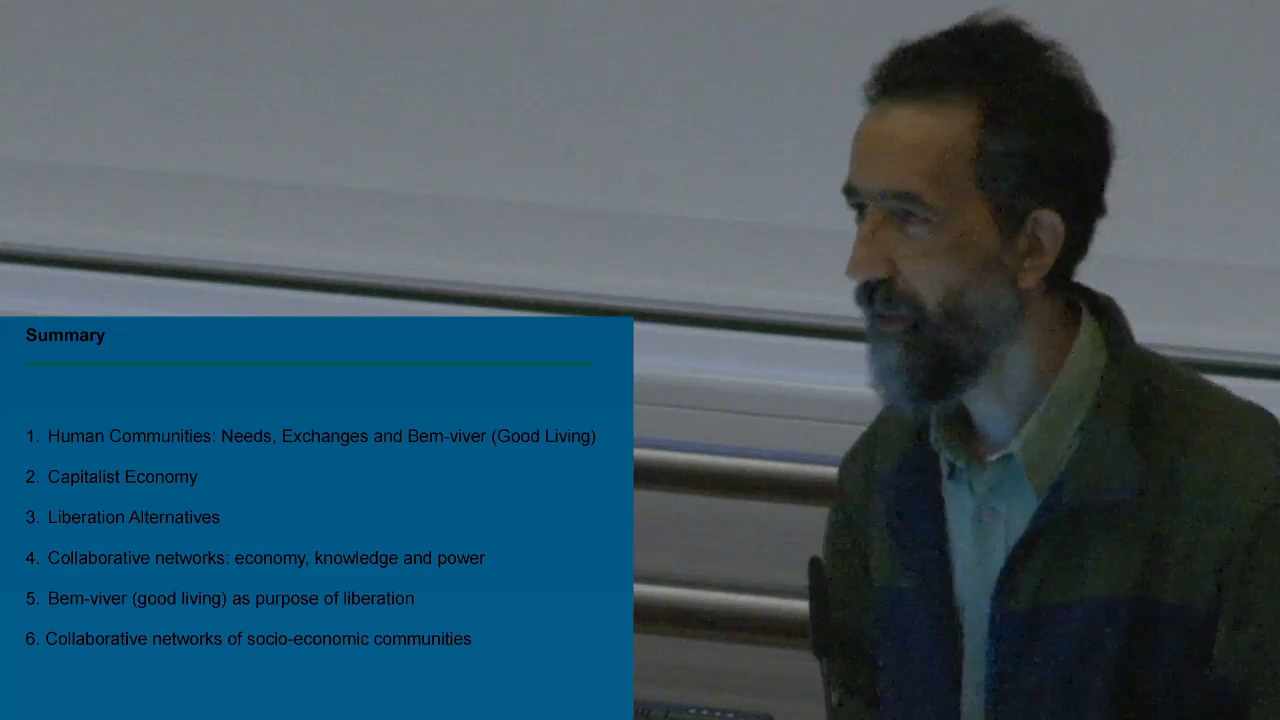 Summary
1. Human Communities: Needs, Exchanges and Bem-viver (Good Living)
2. Capitalist Economy
3. Liberation Alternatives
4. Collaborative networks: economy, knowledge and power
5. Bem-viver (good living) as purpose of liberation
6. Collaborative networks of socio-economic communities